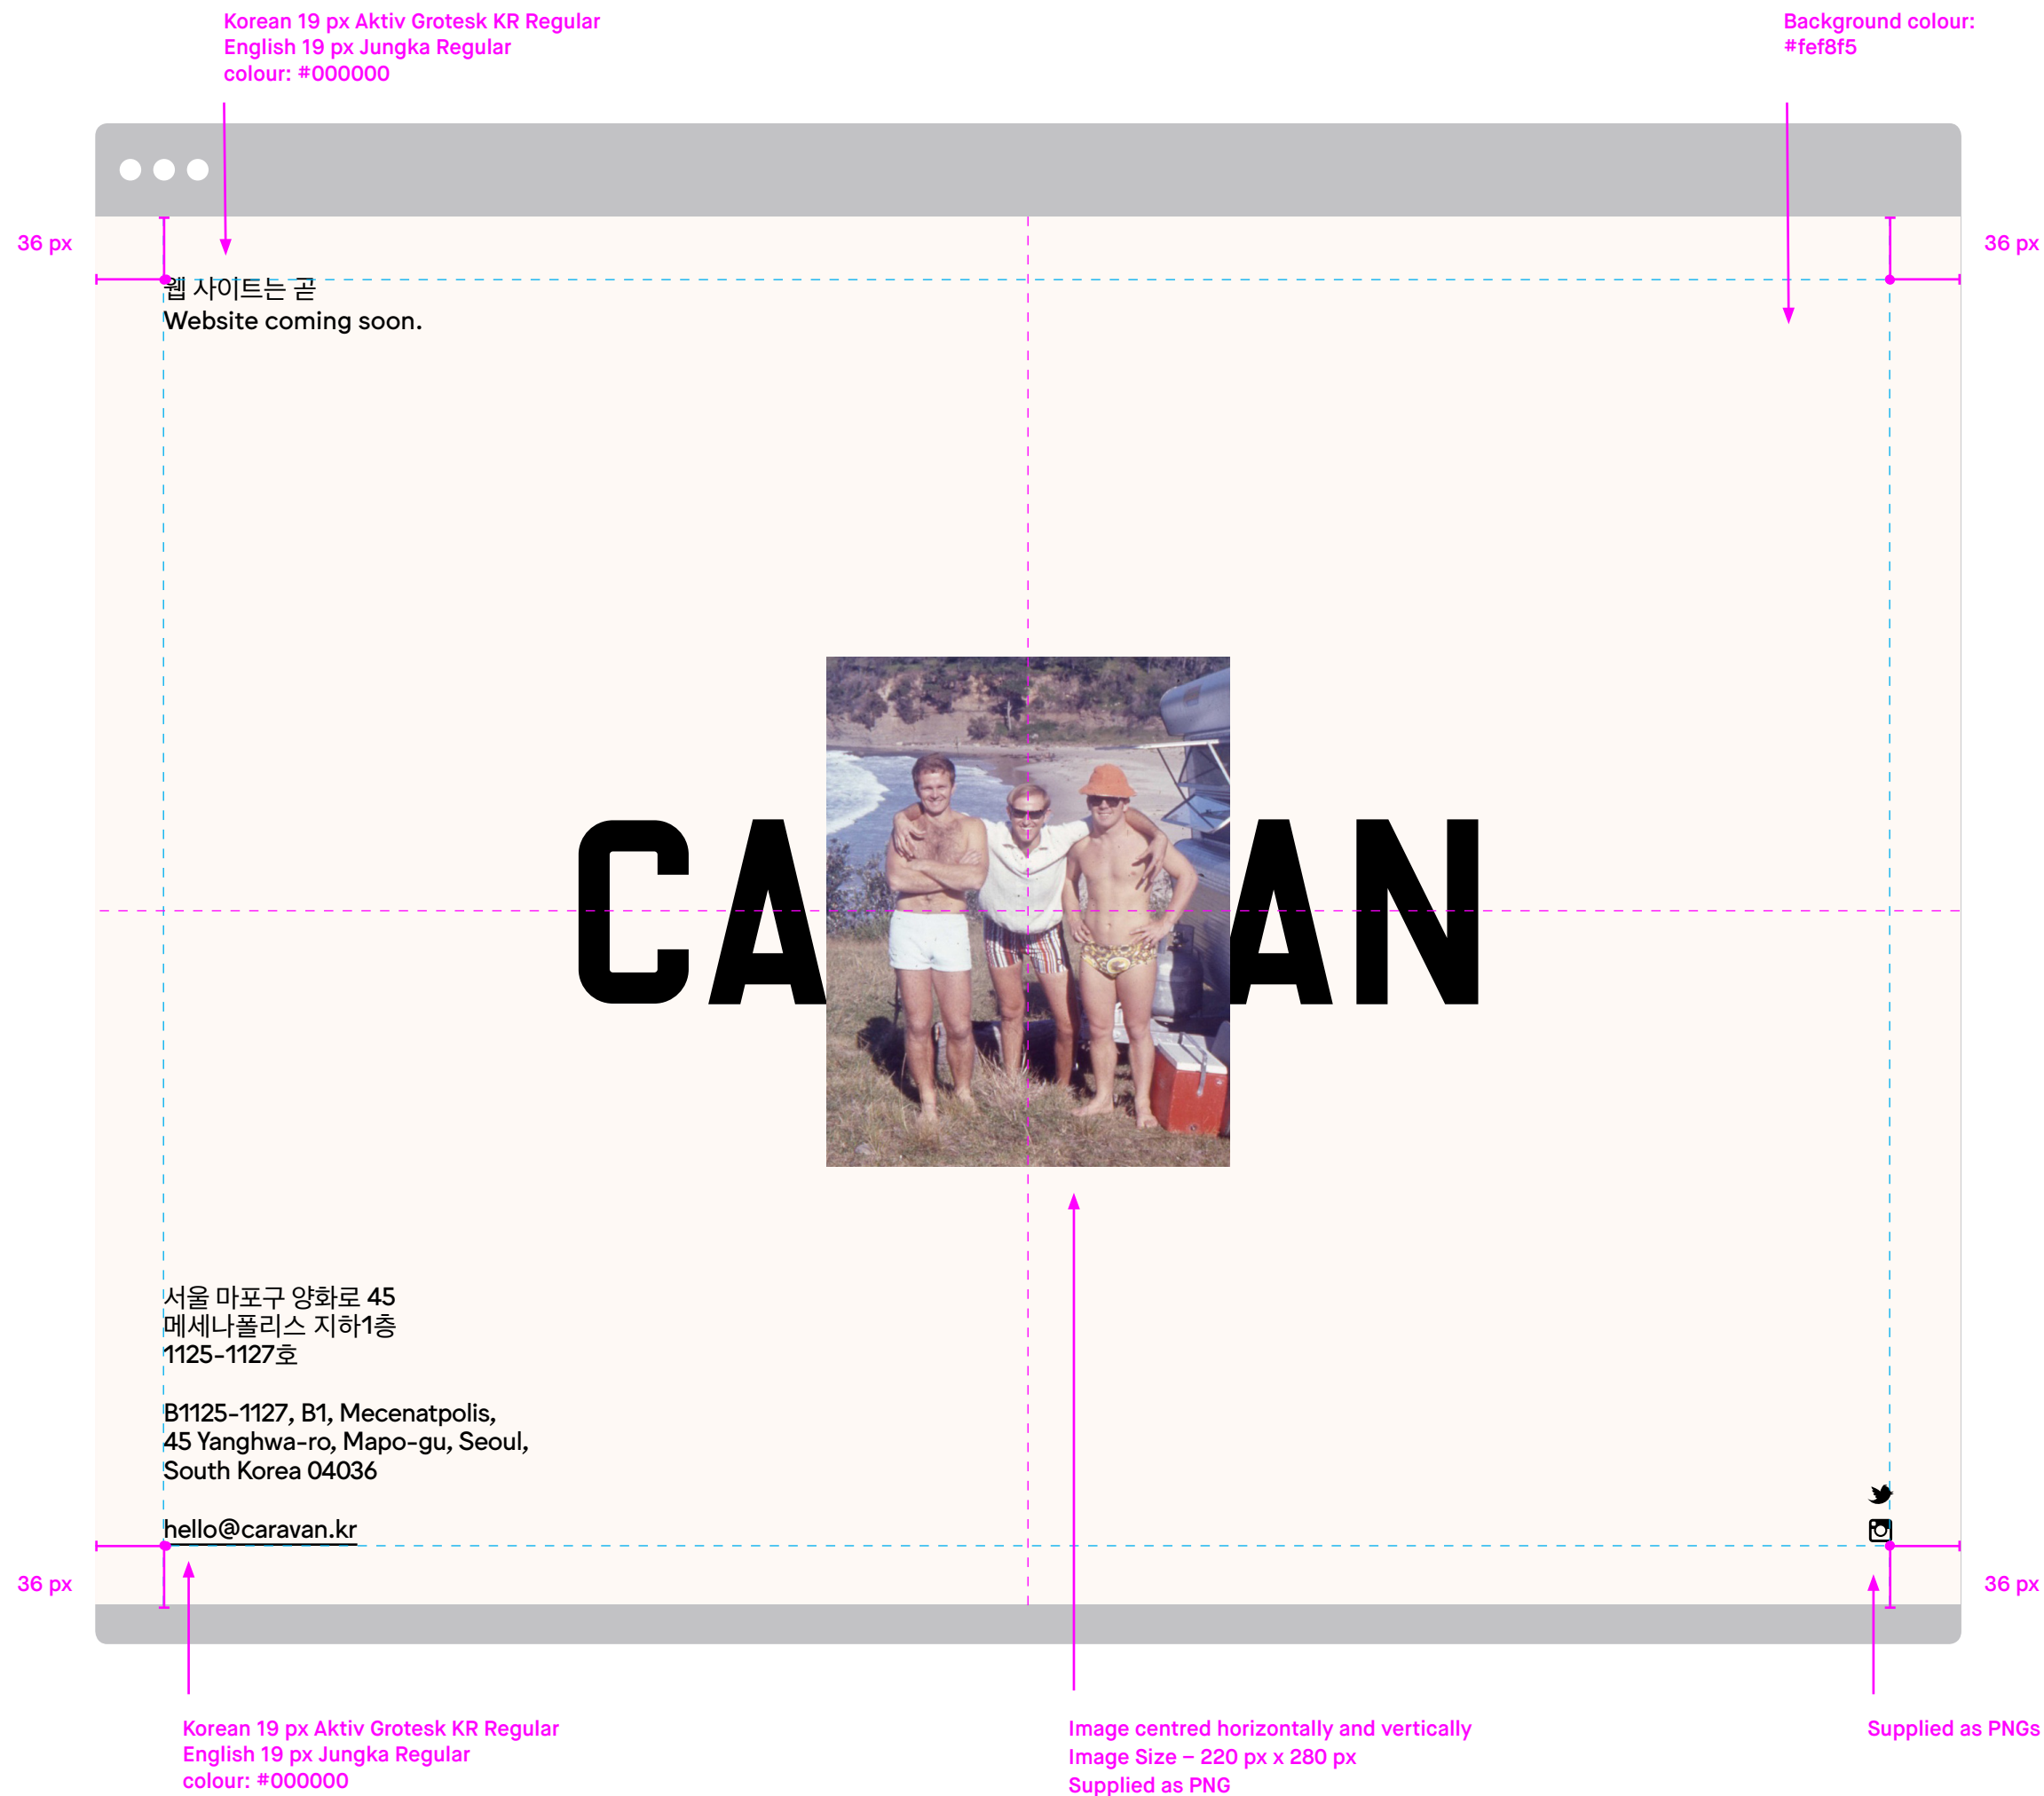 Korean 19 px Aktiv Grotesk KR Regular
English 19 px Jungka Regular
colour: #000000
Background colour:
#fef8f5
36 px
36 px
웹 사이트는 곧
Website coming soon.
CA AN
서울 마포구 양화로 45
메세나폴리스 지하1층
1125-1127호
B1125-1127, B1, Mecenatpolis,
45 Yanghwa-ro, Mapo-gu, Seoul,
South Korea 04036
hello@caravan.kr
36 px
36 px
Korean 19 px Aktiv Grotesk KR Regular
English 19 px Jungka Regular
colour: #000000
Image centred horizontally and vertically
Image Size – 220 px x 280 px
Supplied as PNG
Supplied as PNGs